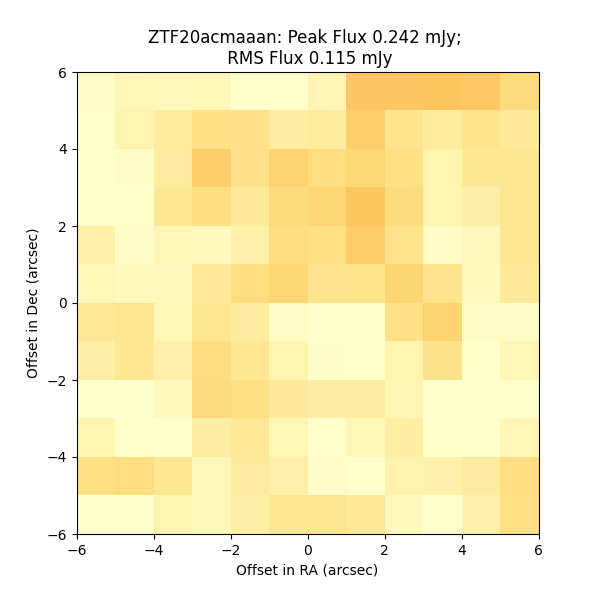 ZTF20acmaaan: Peak Flux 0.242 mJy;
RMS Flux 0.115 mJy
6
4
2
0
−2
−4
−6
Offset in Dec (arcsec)
−6 −4 −2 0 2 4 6
Offset in RA (arcsec)